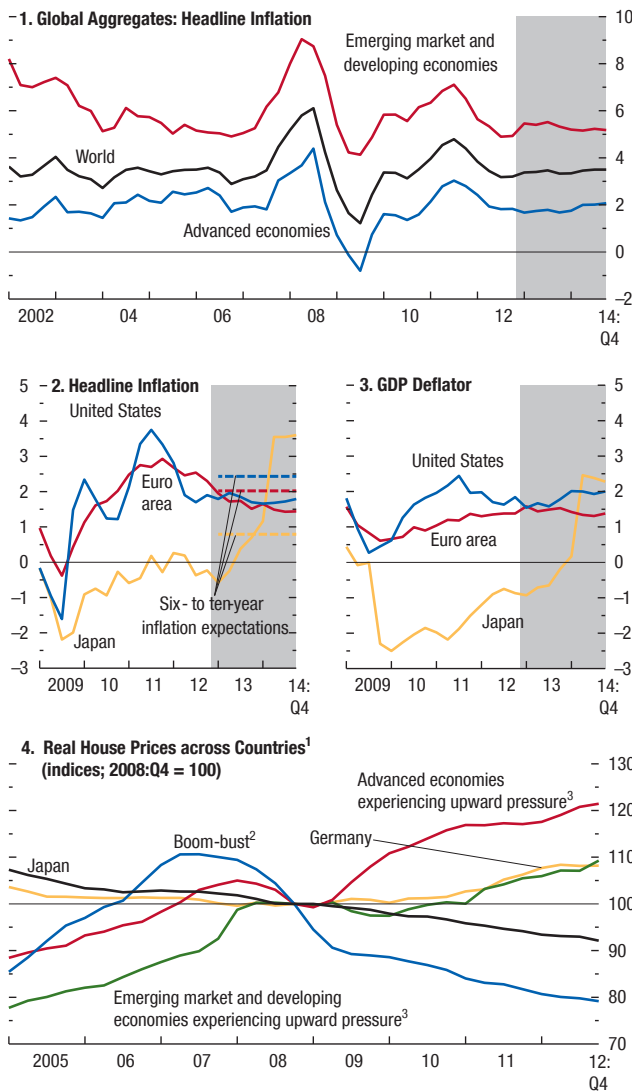 1. Global Aggregates: Headline Inflation
10
8
6
4
2
0
–2
Emerging market and
developing economies
World
Advanced economies
2002
04
06
08
10
12
14:
Q4
2. Headline Inflation
5
4
3
2
1
0
–1
–2
–3
United States
Euro
area
Six- to ten-year
inflation expectations
Japan
2009
10
11
12
13
14:
Q4
3. GDP Deflator
5
4
3
2
1
0
–1
–2
–3
United States
Euro area
Japan
2009
10
11
12
13
14:
Q4
4. Real House Prices across Countries¹
(indices; 2008:Q4 = 100)
130
120
110
100
90
80
70
Advanced economies
experiencing upward pressure³
Boom-bust²
Germany
Japan
Emerging market and developing
economies experiencing upward pressure³
2005
06
07
08
09
10
11
12:
Q4